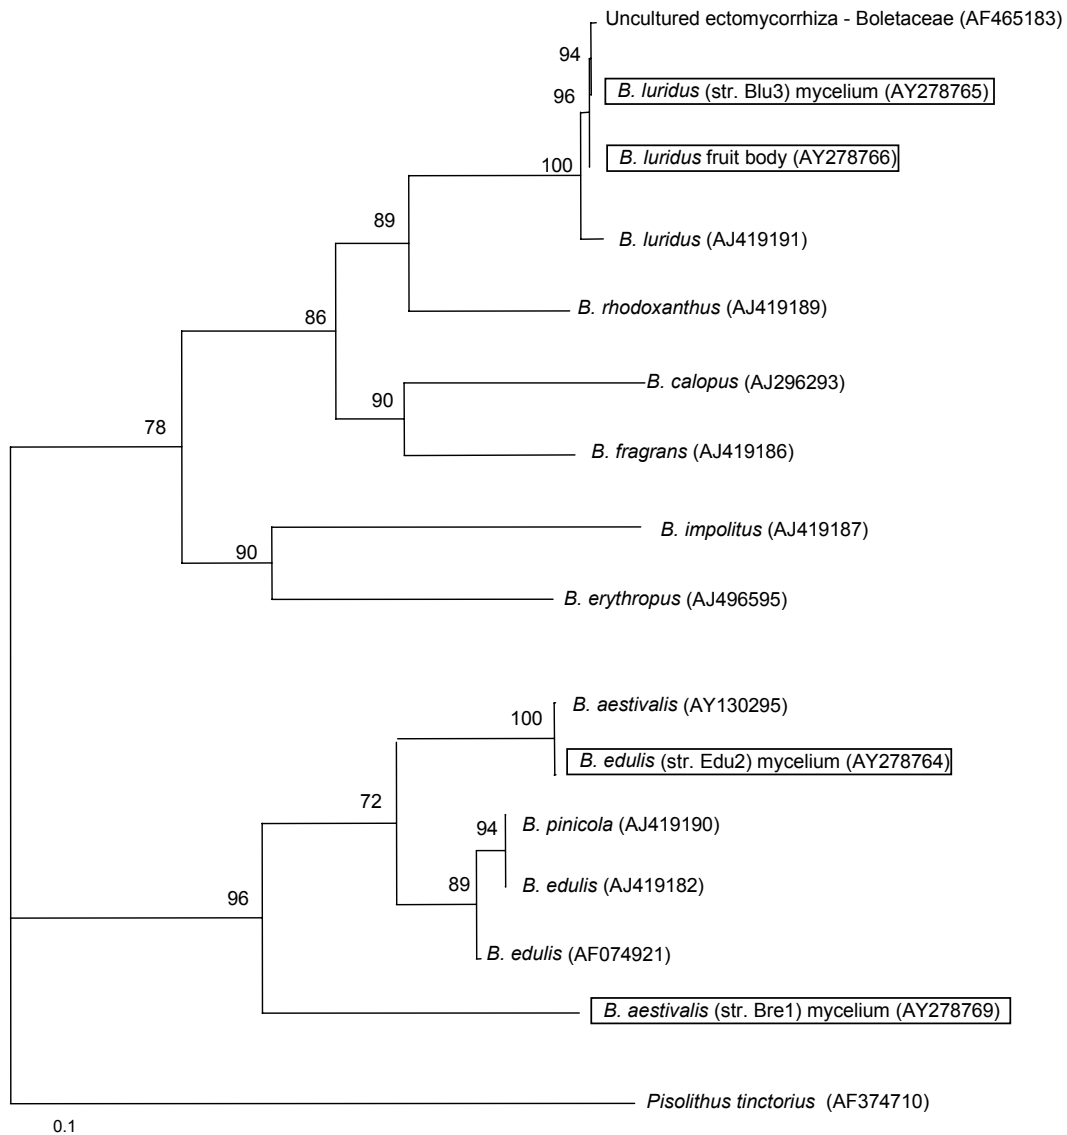 Uncultured ectomycorrhiza - Boletaceae (AF465183)
94
B. luridus (str. Blu3) mycelium (AY278765)
96
B. luridus fruit body (AY278766)
100
89
B. luridus (AJ419191)
B. rhodoxanthus (AJ419189)
86
B. calopus (AJ296293)
90
78
B. fragrans (AJ419186)
B. impolitus (AJ419187)
90
B. erythropus (AJ496595)
B. aestivalis (AY130295)
100
B. edulis (str. Edu2) mycelium (AY278764)
72
B. pinicola (AJ419190)
94
B. edulis (AJ419182)
89
96
B. edulis (AF074921)
B. aestivalis (str. Bre1) mycelium (AY278769)
Pisolithus tinctorius (AF374710)
0.1